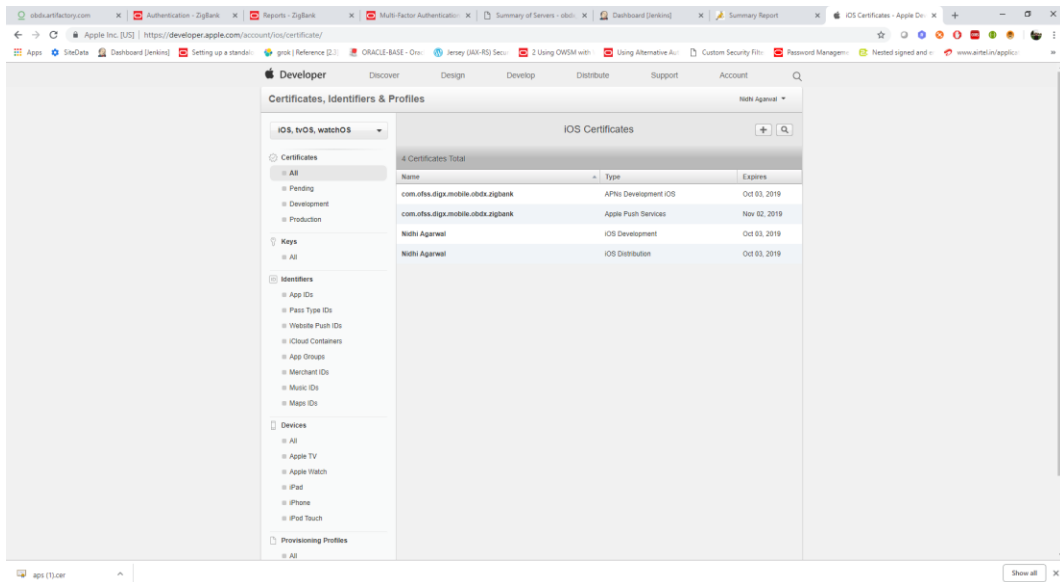 obdx.artifactory.com
Authentication - ZigBank
Reports - ZigBank
Multi-Factor Authentication
Summary of Servers - obdx
Dashboard [Jenkins]
Summary Report
iOS Certificates - Apple De
Apple Inc. [US] | https://developer.apple.com/account/ios/certificate/
Apps
SiteData
Dashboard [Jenkins]
Setting up a standalo
grok | Reference [2.3]
ORACLE-BASE - Orac
Jersey (JAX-RS) Secur
2 Using OWSM with
Using Alternative Aut
Custom Security Filte
Password Manageme
Nested signed and e
www.airtel.in/applica
Developer
Discover
Design
Develop
Distribute
Support
Account
Certificates, Identifiers & Profiles
Nidhi Agarwal
iOS, tvOS, watchOS
iOS Certificates
Certificates
All
Pending
Development
Production
Keys
All
Identifiers
App IDs
Pass Type IDs
Website Push IDs
iCloud Containers
App Groups
Merchant IDs
Music IDs
Maps IDs
Devices
All
Apple TV
Apple Watch
iPad
iPhone
iPod Touch
Provisioning Profiles
All
4 Certificates Total
Name Type Expires
com.ofss.digx.mobile.obdx.zigbank APNs Development iOS Oct 03, 2019
com.ofss.digx.mobile.obdx.zigbank Apple Push Services Nov 02, 2019
Nidhi Agarwal iOS Development Oct 03, 2019
Nidhi Agarwal iOS Distribution Oct 03, 2019
aps (1).cer
Show all